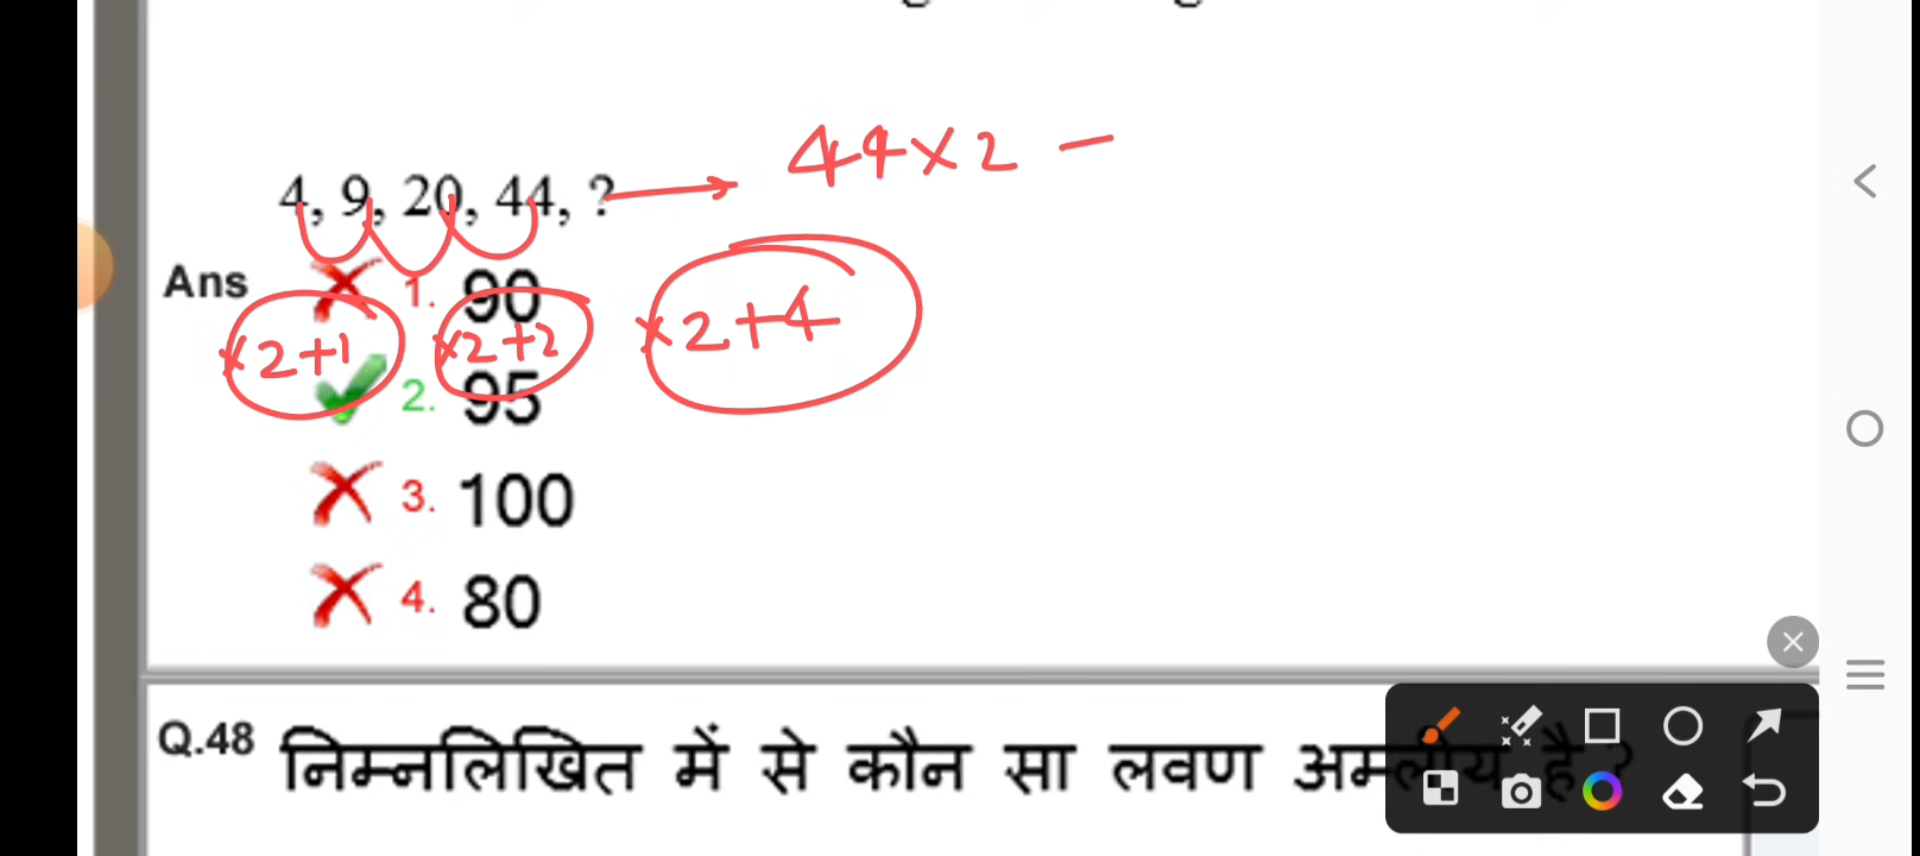 44×2 –
4, 9, 20, 44, ?
Ans
1. 90
×2+1 ×2+2 ×2+4
2. 95
3. 100
4. 80
Q.48 निम्नलिखित में से कौन सा लवण अम्लीय है ?